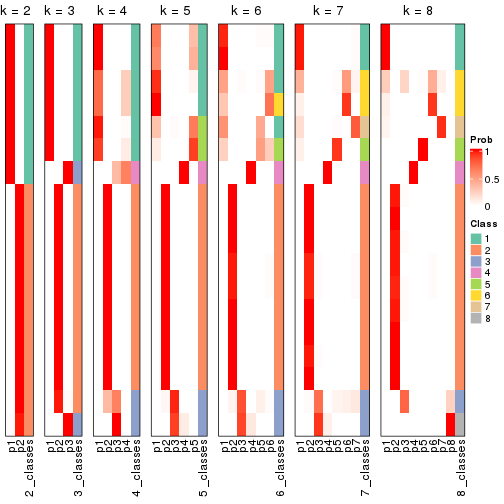 k = 2 k = 3 k = 4 k = 5 k = 6 k = 7 k = 8
Prob
1
0.5
0
Class
1
2
3
4
5
6
7
8
p1 p2 2_classes
p1 p2 p3 3_classes
p1 p2 p3 p4 4_classes
p1 p2 p3 p4 p5 5_classes
p1 p2 p3 p4 p5 p6 6_classes
p1 p2 p3 p4 p5 p6 p7 7_classes
p1 p2 p3 p4 p5 p6 p7 p8 8_classes